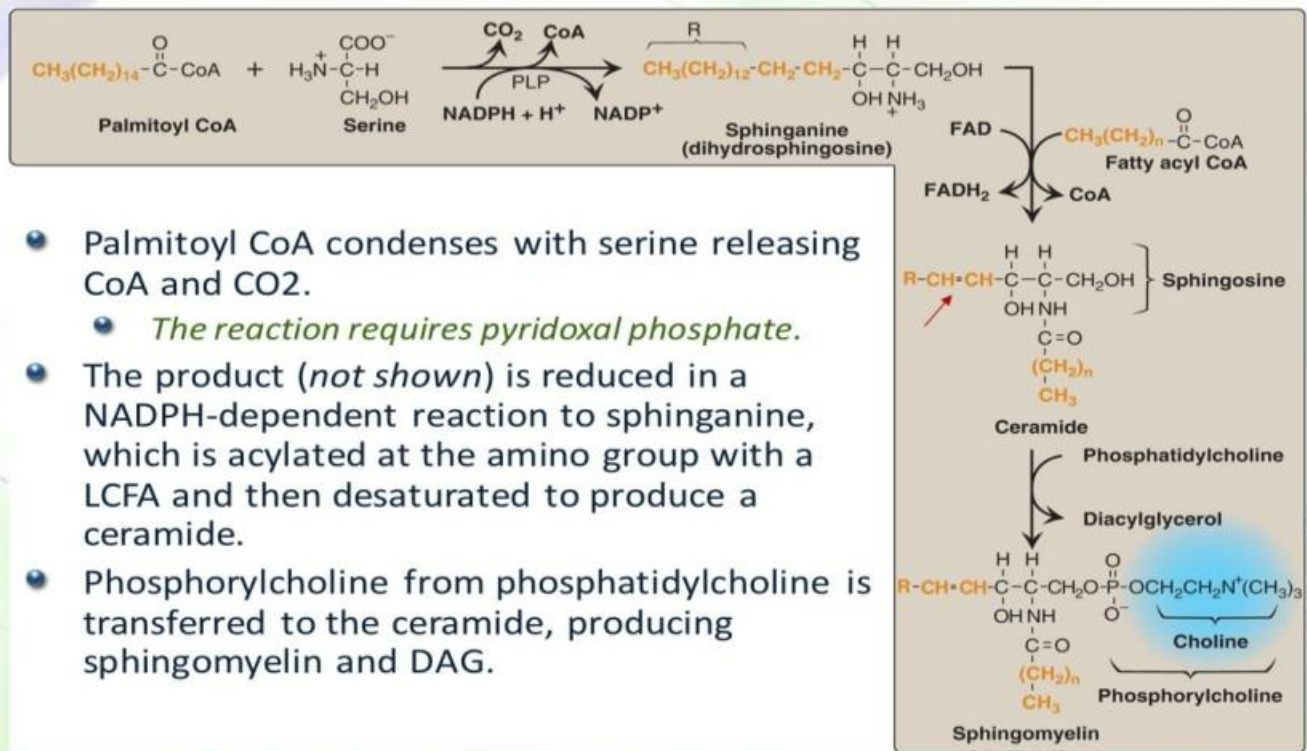 CO₂ CoA
R
O
COO⁻
H H
CH₃(CH₂)₁₄-C-CoA + H₃N⁺-C-H
CH₃(CH₂)₁₂-CH₂-CH₂-C-C-CH₂OH
CH₂OH
PLP
OH NH₃
+
NADPH + H⁺ NADP⁺
Palmitoyl CoA
Serine
Sphinganine
(dihydrosphingosine)
FAD
O
CH₃(CH₂)ₙ-C-CoA
Fatty acyl CoA
FADH₂
CoA
H H
R-CH=CH-C-C-CH₂OH
Sphingosine
OH NH
C=O
(CH₂)ₙ
CH₃
Ceramide
Phosphatidylcholine
Diacylglycerol
H H
O
R-CH=CH-C-C-CH₂O-P-OCH₂CH₂N⁺(CH₃)₃
OH NH
O⁻
C=O
Choline
(CH₂)ₙ
CH₃
Phosphorylcholine
Sphingomyelin
Palmitoyl CoA condenses with serine releasing
CoA and CO2.
The reaction requires pyridoxal phosphate.
The product (not shown) is reduced in a
NADPH-dependent reaction to sphinganine,
which is acylated at the amino group with a
LCFA and then desaturated to produce a
ceramide.
Phosphorylcholine from phosphatidylcholine is
transferred to the ceramide, producing
sphingomyelin and DAG.